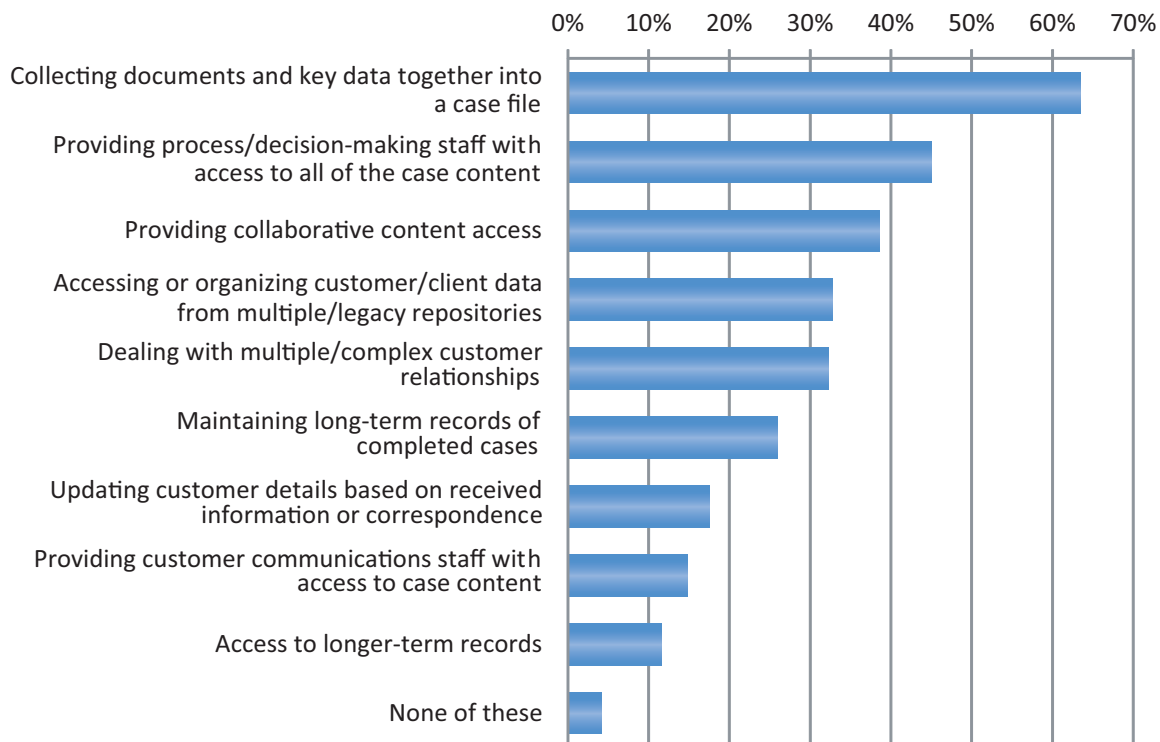 0% 10% 20% 30% 40% 50% 60% 70%
Collecting documents and key data together into
a case file
Providing process/decision-making staff with
access to all of the case content
Providing collaborative content access
Accessing or organizing customer/client data
from multiple/legacy repositories
Dealing with multiple/complex customer
relationships
Maintaining long-term records of
completed cases
Updating customer details based on received
information or correspondence
Providing customer communications staff with
access to case content
Access to longer-term records
None of these